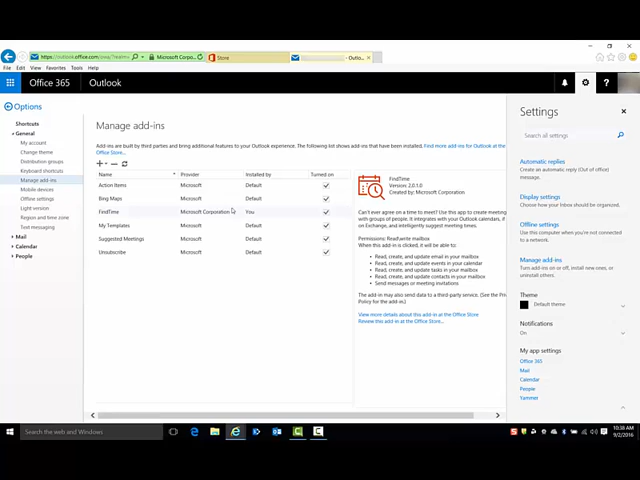 https://outlook.office.com/owa/?realm=
Microsoft Corpo...
Store
- Outlo...
File Edit View Favorites Tools Help
Office 365
Outlook
Options
Shortcuts
General
My account
Change theme
Distribution groups
Keyboard shortcuts
Manage add-ins
Mobile devices
Offline settings
Light version
Region and time zone
Text messaging
Mail
Calendar
People
Manage add-ins
Add-ins are built by third parties and bring additional features to your Outlook experience. The following list shows add-ins that have been installed. Find more add-ins for Outlook at the
Office Store...
Name Provider Installed by Turned on
Action Items Microsoft Default
Bing Maps Microsoft Default
FindTime Microsoft Corporation You
My Templates Microsoft Default
Suggested Meetings Microsoft Default
Unsubscribe Microsoft Default
FindTime
Version: 2.0.1.0
Created by: Microsoft Corporation
Can't ever agree on a time to meet? Use this app to create meeting
on Exchange, and intelligently suggest meeting times.
Permissions: Read/write mailbox
When this add-in is clicked, it will be able to:
Read, create, and update email in your mailbox
Read, create, and update events in your calendar
Read, create, and update tasks in your mailbox
Read, create, and update contacts in your mailbox
Send messages or meeting invitations
The add-in may also send data to a third-party service. (See the Pri
Policy for the add-in.)
View more details about this add-in at the Office Store
Review this add-in at the Office Store...
Settings
Search all settings
Automatic replies
Create an automatic reply (Out of office)
message.
Display settings
Choose how your Inbox should be organized.
Offline settings
Use this computer when you're not connected
to a network.
Manage add-ins
Turn add-ins on or off, install new ones, or
uninstall others.
Theme
Default theme
Notifications
On
My app settings
Office 365
Mail
Calendar
People
Yammer
Search the web and Windows
10:38 AM
9/2/2016